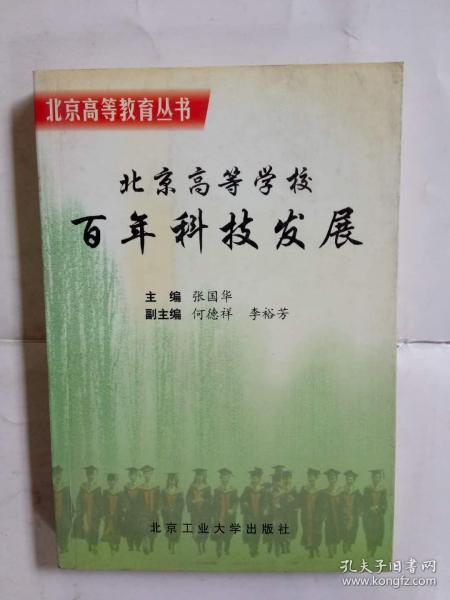 北京高等教育丛书
北京高等学校
百年科技发展
主 编 张国华
副主编 何德祥 李裕芳
北京工业大学出版社
孔夫子旧书网
www.kongfz.com